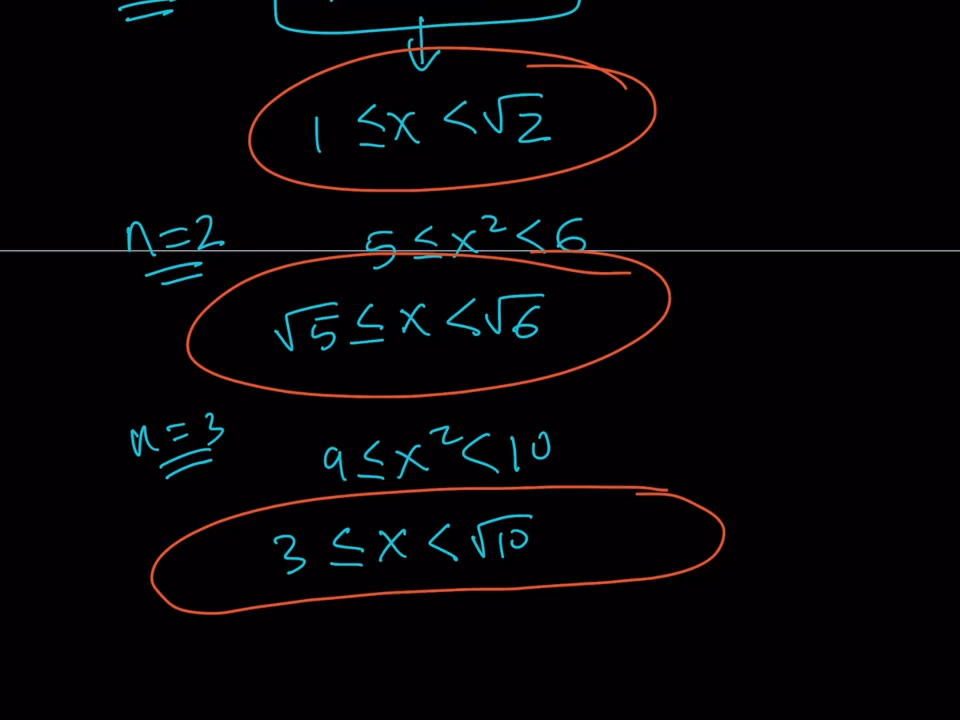 1 ≤ x < √2
n=2
5 ≤ x² < 6
√5 ≤ x < √6
n=3
9 ≤ x² < 10
3 ≤ x < √10